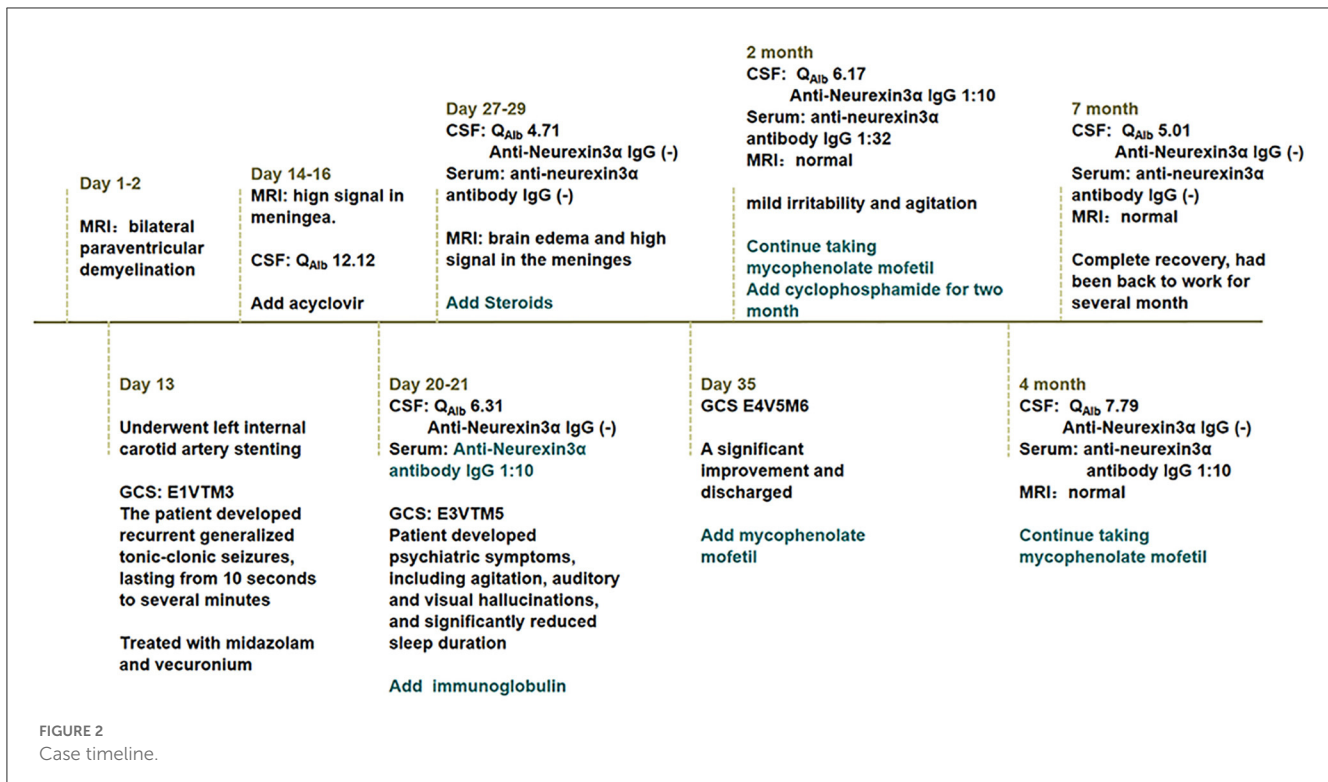 Day 1-2
MRI: bilateral
paraventricular
demyelination
Day 14-16
MRI: hign signal in
meningea.
CSF: QAlb 12.12
Add acyclovir
Day 27-29
CSF: QAlb 4.71
Anti-Neurexin3α IgG (-)
Serum: anti-neurexin3α
antibody IgG (-)
MRI: brain edema and high
signal in the meninges
Add Steroids
2 month
CSF: QAlb 6.17
Anti-Neurexin3α IgG 1:10
Serum: anti-neurexin3α
antibody IgG 1:32
MRI: normal
mild irritability and agitation
Continue taking
mycophenolate mofetil
Add cyclophosphamide for two
month
7 month
CSF: QAlb 5.01
Anti-Neurexin3α IgG (-)
Serum: anti-neurexin3α
antibody IgG (-)
MRI: normal
Complete recovery, had
been back to work for
several month
Day 13
Underwent left internal
carotid artery stenting
GCS: E1VTM3
The patient developed
recurrent generalized
tonic-clonic seizures,
lasting from 10 seconds
to several minutes
Treated with midazolam
and vecuronium
Day 20-21
CSF: QAlb 6.31
Anti-Neurexin3α IgG (-)
Serum: Anti-Neurexin3α
antibody IgG 1:10
GCS: E3VTM5
Patient developed
psychiatric symptoms,
including agitation, auditory
and visual hallucinations,
and significantly reduced
sleep duration
Add immunoglobulin
Day 35
GCS E4V5M6
A significant
improvement and
discharged
Add mycophenolate
mofetil
4 month
CSF: QAlb 7.79
Anti-Neurexin3α IgG (-)
Serum: anti-neurexin3α
antibody IgG 1:10
MRI: normal
Continue taking
mycophenolate mofetil
FIGURE 2
Case timeline.